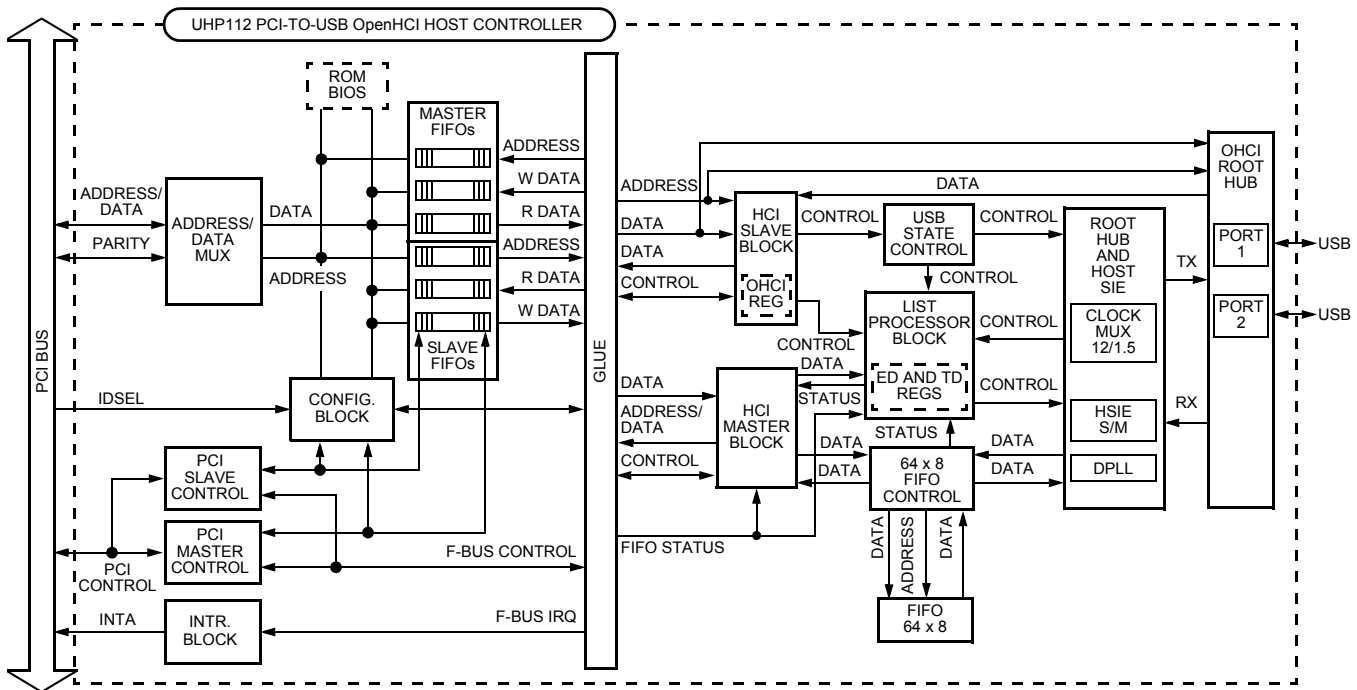 UHP112 PCI-TO-USB OpenHCI HOST CONTROLLER
PCI BUS
ROM
BIOS
MASTER
FIFOs
ADDRESS
W DATA
R DATA
ADDRESS
R DATA
W DATA
SLAVE
FIFOs
ADDRESS/
DATA
PARITY
ADDRESS/
DATA
MUX
DATA
ADDRESS
IDSEL
CONFIG.
BLOCK
PCI
SLAVE
CONTROL
PCI
MASTER
CONTROL
PCI
CONTROL
F-BUS CONTROL
INTA
INTR.
BLOCK
F-BUS IRQ
GLUE
ADDRESS
DATA
DATA
CONTROL
HCI
SLAVE
BLOCK
OHCI
REG
CONTROL
USB
STATE
CONTROL
CONTROL
CONTROL
DATA
LIST
PROCESSOR
BLOCK
ED AND TD
REGS
CONTROL
CONTROL
CONTROL
DATA
STATUS
DATA
ADDRESS/
DATA
CONTROL
HCI
MASTER
BLOCK
DATA
DATA
STATUS
64 x 8
FIFO
CONTROL
DATA
DATA
FIFO STATUS
DATA
ADDRESS
DATA
FIFO
64 x 8
ROOT
HUB
AND
HOST
SIE
CLOCK
MUX
12/1.5
HSIE
S/M
DPLL
TX
RX
OHCI
ROOT
HUB
PORT
1
USB
PORT
2
USB